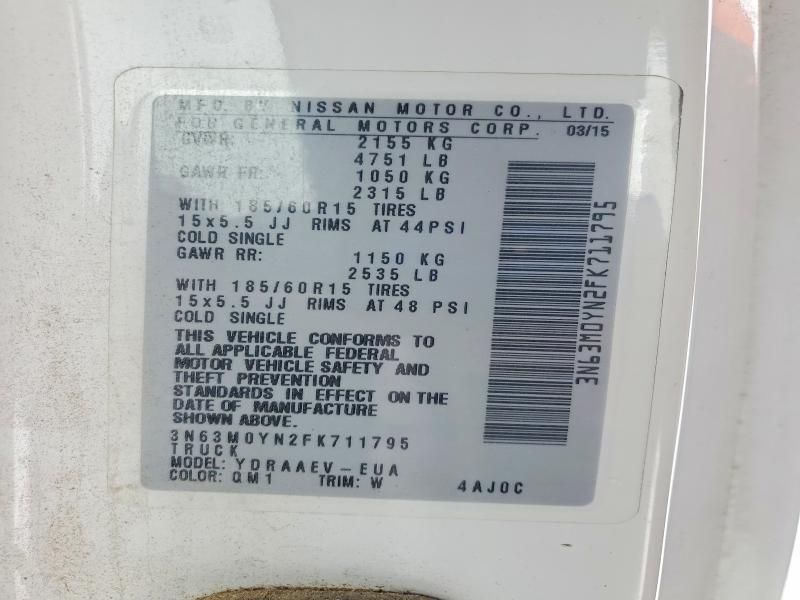 MFD. BY NISSAN MOTOR CO., LTD.
FOR GENERAL MOTORS CORP. 03/15
GVWR: 2155 KG
4751 LB
GAWR FR: 1050 KG
2315 LB
WITH 185/60R15 TIRES
15x5.5 JJ RIMS AT 44PSI
COLD SINGLE
GAWR RR: 1150 KG
2535 LB
WITH 185/60R15 TIRES
15x5.5 JJ RIMS AT 48 PSI
COLD SINGLE
THIS VEHICLE CONFORMS TO
ALL APPLICABLE FEDERAL
MOTOR VEHICLE SAFETY AND
THEFT PREVENTION
STANDARDS IN EFFECT ON THE
DATE OF MANUFACTURE
SHOWN ABOVE.
3N63M0YN2FK711795
TRUCK
MODEL: YDRAAEV-EUA
COLOR: QM1 TRIM: W 4AJ0C
3N63M0YN2FK711795